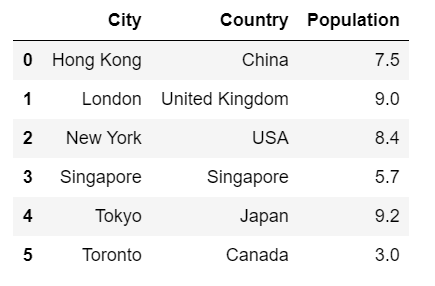 City Country Population
0 Hong Kong China 7.5
1 London United Kingdom 9.0
2 New York USA 8.4
3 Singapore Singapore 5.7
4 Tokyo Japan 9.2
5 Toronto Canada 3.0